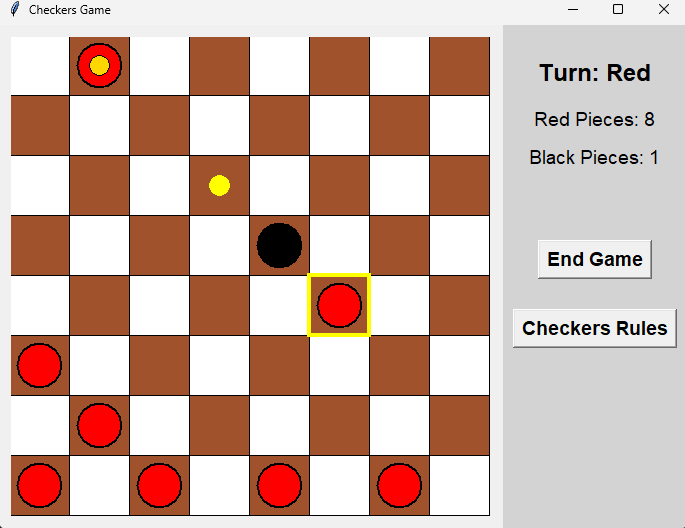 Checkers Game
Turn: Red
Red Pieces: 8
Black Pieces: 1
End Game
Checkers Rules